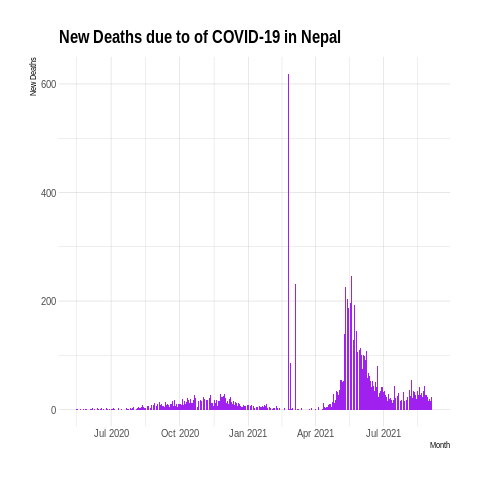 New Deaths due to of COVID-19 in Nepal
New Deaths
600
400
200
0
Jul 2020 Oct 2020 Jan 2021 Apr 2021 Jul 2021
Month